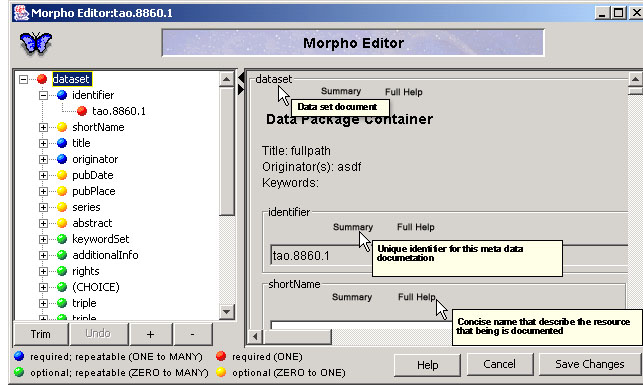 Morpho Editor:tao.8860.1
Morpho Editor
dataset
identifier
tao.8860.1
shortName
title
originator
pubDate
pubPlace
series
abstract
keywordSet
additionalInfo
rights
(CHOICE)
triple
triple
Trim
Undo
+
-
dataset
Summary Full Help
Data set document
Data Package Container
Title: fullpath
Originator(s): asdf
Keywords:
identifier
Summary Full Help
tao.8860.1
Unique identifier for this meta data
documetation
shortName
Summary Full Help
Concise name that describe the resource
that being is documented
required; repeatable (ONE to MANY) required (ONE)
optional; repeatable (ZERO to MANY) optional (ZERO to ONE)
Help Cancel Save Changes